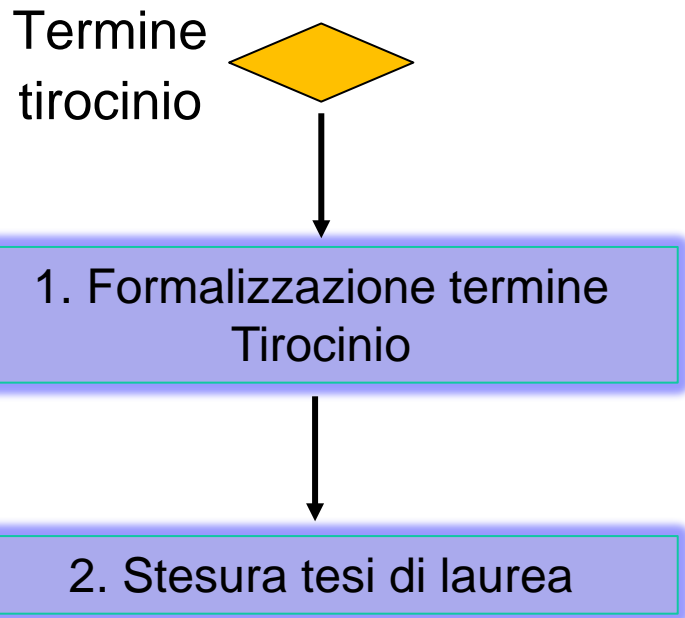 Termine
tirocinio
1. Formalizzazione termine
Tirocinio
2. Stesura tesi di laurea